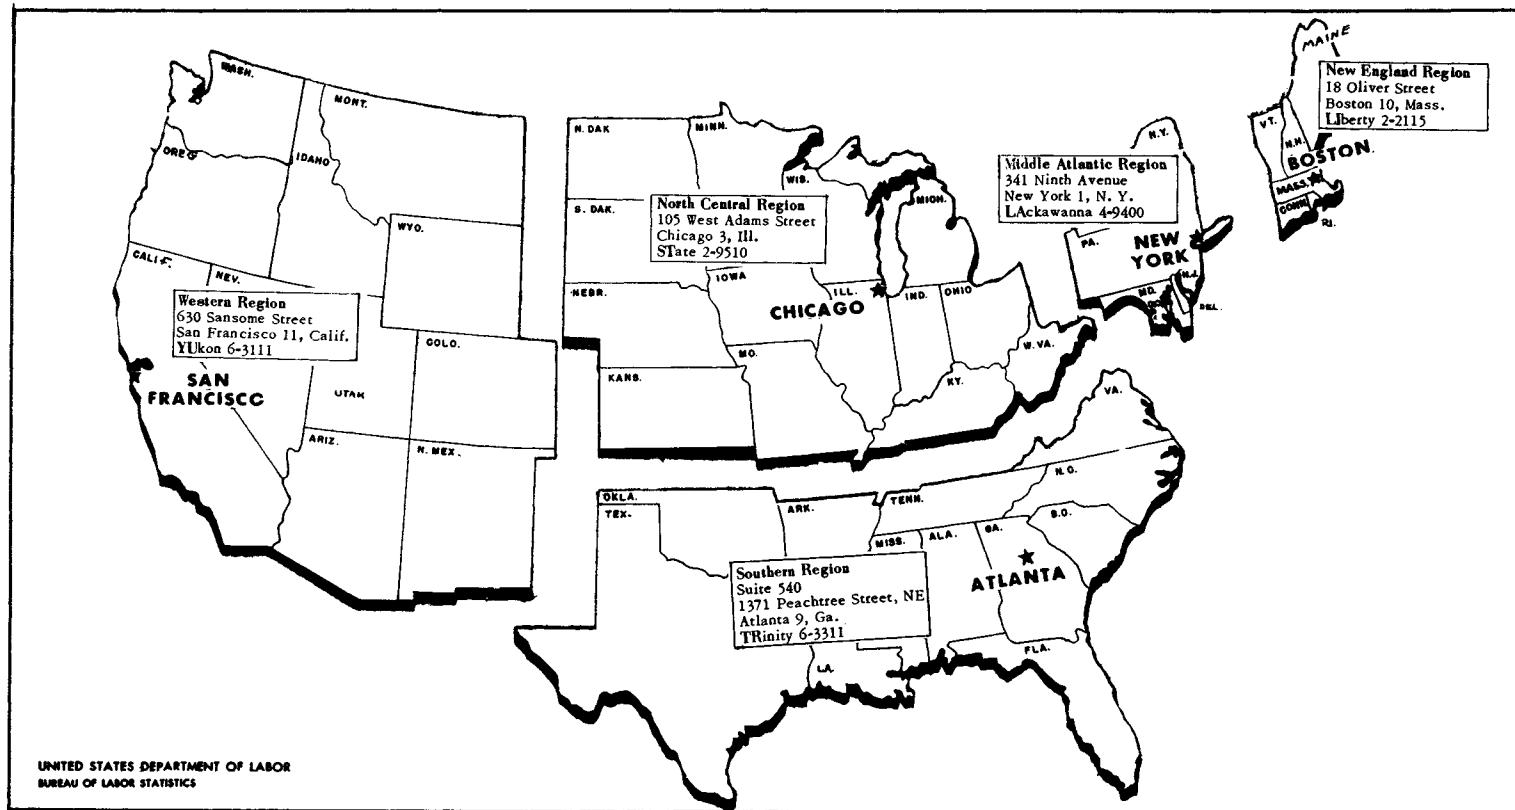 MAINE
New England Region
18 Oliver Street
Boston 10, Mass.
LIberty 2-2115
VT.
N.H.
BOSTON
MASS.
CONN.
R.I.
N.Y.
Middle Atlantic Region
341 Ninth Avenue
New York 1, N. Y.
LAckawanna 4-9400
PA.
NEW
YORK
N.J.
MD.
DEL.
WASH.
MONT.
OREG
IDAHO
WYO.
CALIF.
NEV.
Western Region
630 Sansome Street
San Francisco 11, Calif.
YUkon 6-3111
SAN
FRANCISCO
UTAH
COLO.
ARIZ.
N. MEX.
N. DAK
MINN.
WIS.
MICH.
S. DAK.
North Central Region
105 West Adams Street
Chicago 3, Ill.
STate 2-9510
IOWA
NEBR.
ILL.
IND.
OHIO
CHICAGO
MO.
KANS.
KY.
W. VA.
VA.
OKLA.
TEX.
ARK.
TENN.
N.C.
S.C.
MISS.
ALA.
GA.
ATLANTA
Southern Region
Suite 540
1371 Peachtree Street, NE
Atlanta 9, Ga.
TRinity 6-3311
LA.
FLA.
UNITED STATES DEPARTMENT OF LABOR
BUREAU OF LABOR STATISTICS